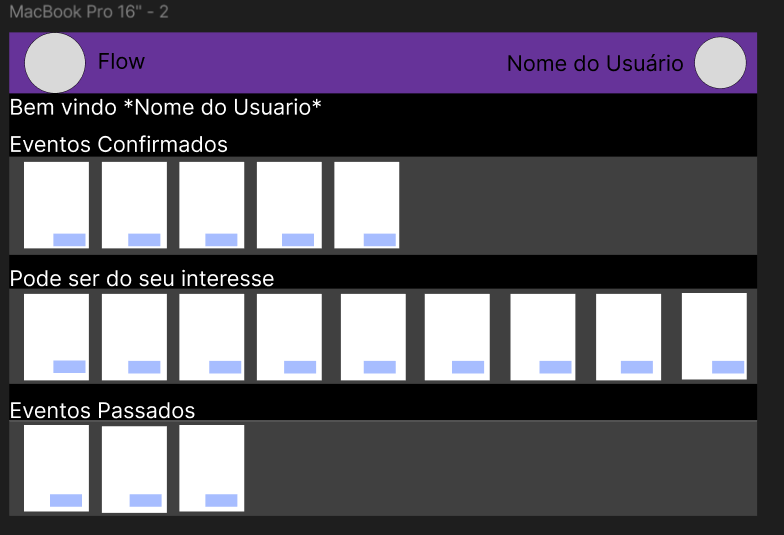 MacBook Pro 16" - 2
Flow
Nome do Usuário
Bem vindo *Nome do Usuario*
Eventos Confirmados
Pode ser do seu interesse
Eventos Passados